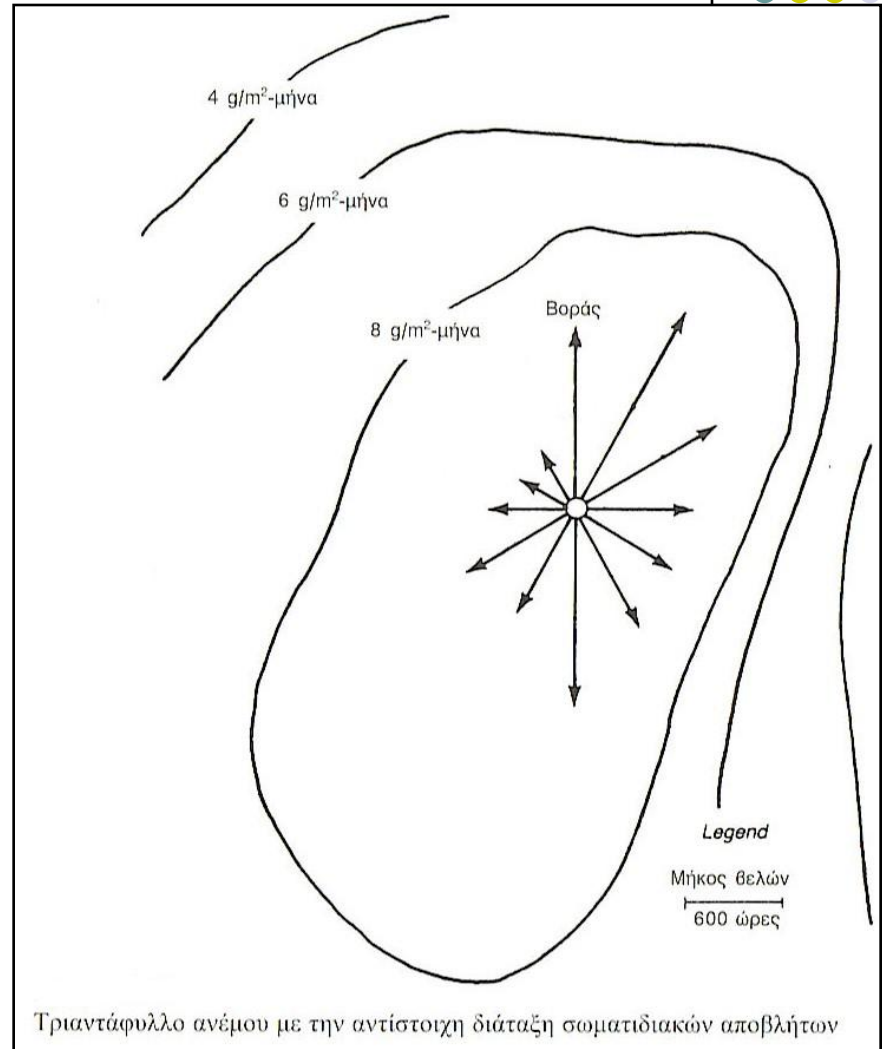 4 g/m²-μήνα
6 g/m²-μήνα
8 g/m²-μήνα
Βοράς
Legend
Μήκος βελών
600 ώρες
Τριαντάφυλλο ανέμου με την αντίστοιχη διάταξη σωματιδιακών αποβλήτων